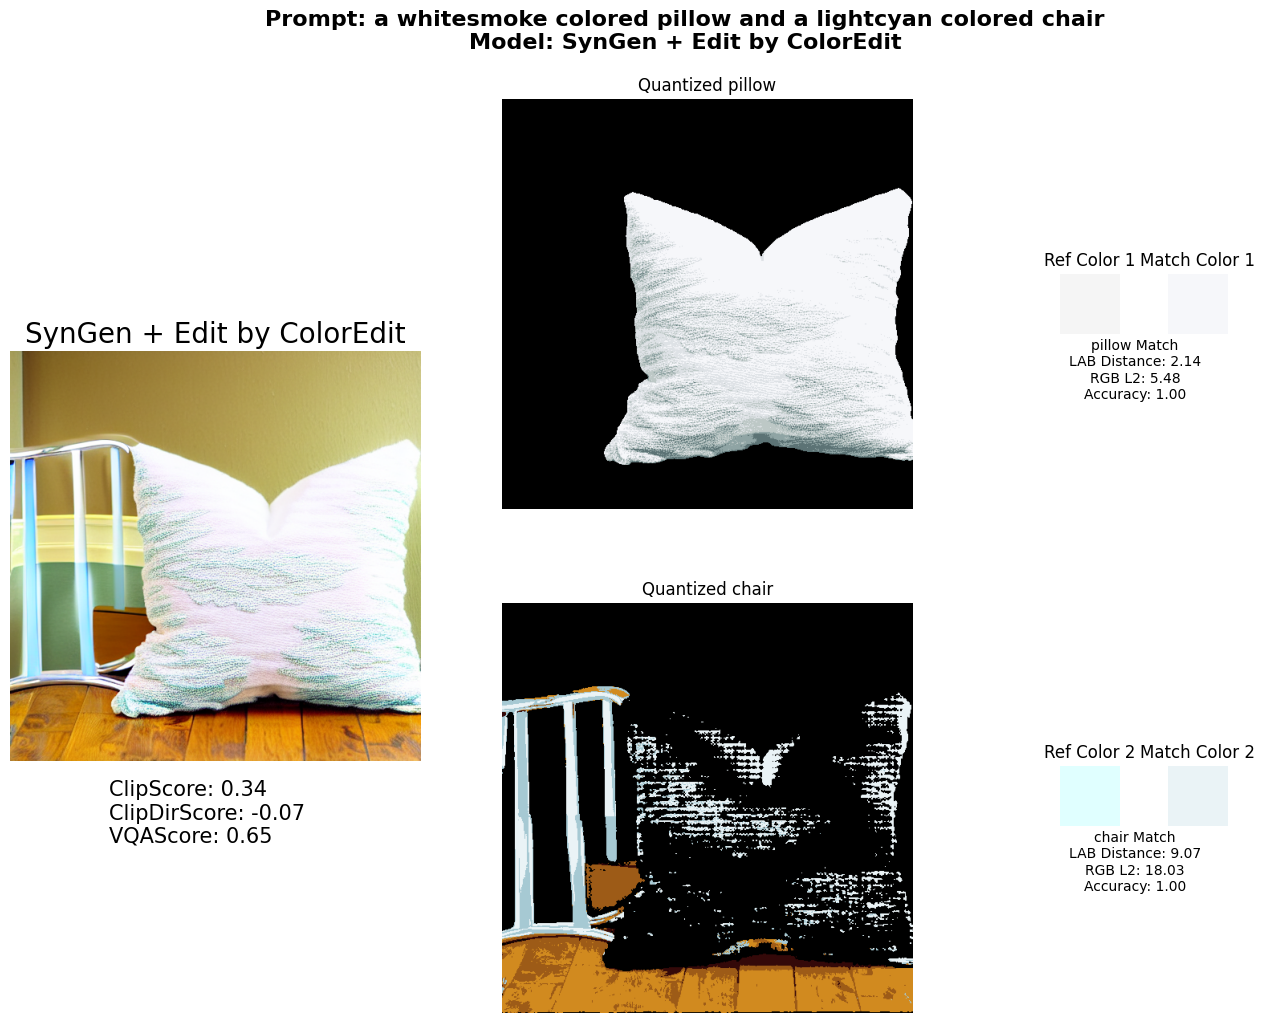 Prompt: a whitesmoke colored pillow and a lightcyan colored chair
Model: SynGen + Edit by ColorEdit
Quantized pillow
Ref Color 1 Match Color 1
pillow Match
LAB Distance: 2.14
RGB L2: 5.48
Accuracy: 1.00
SynGen + Edit by ColorEdit
ClipScore: 0.34
ClipDirScore: -0.07
VQAScore: 0.65
Quantized chair
Ref Color 2 Match Color 2
chair Match
LAB Distance: 9.07
RGB L2: 18.03
Accuracy: 1.00